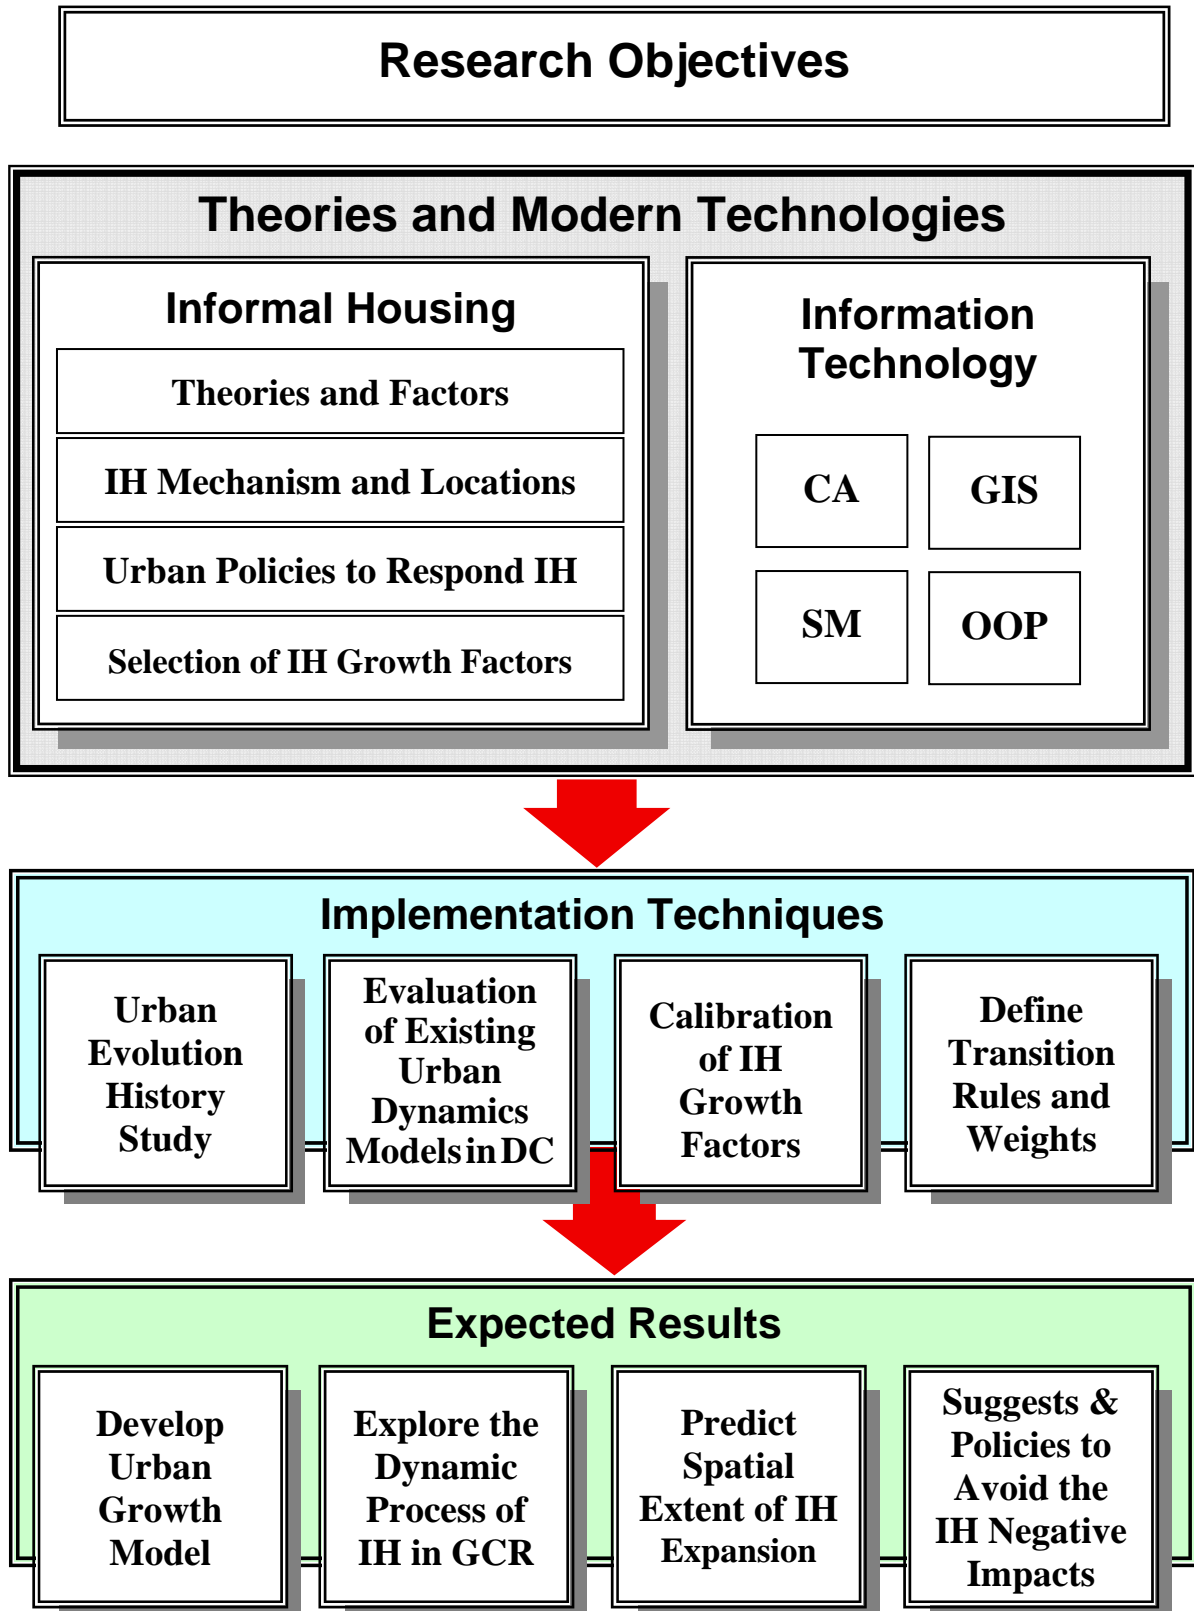 Research Objectives
Theories and Modern Technologies
Informal Housing
Theories and Factors
IH Mechanism and Locations
Urban Policies to Respond IH
Selection of IH Growth Factors
Information
Technology
CA
GIS
SM
OOP
Implementation Techniques
Urban
Evolution
History
Study
Evaluation
of Existing
Urban
Dynamics
Models in DC
Calibration
of IH
Growth
Factors
Define
Transition
Rules and
Weights
Expected Results
Develop
Urban
Growth
Model
Explore the
Dynamic
Process of
IH in GCR
Predict
Spatial
Extent of IH
Expansion
Suggests &
Policies to
Avoid the
IH Negative
Impacts